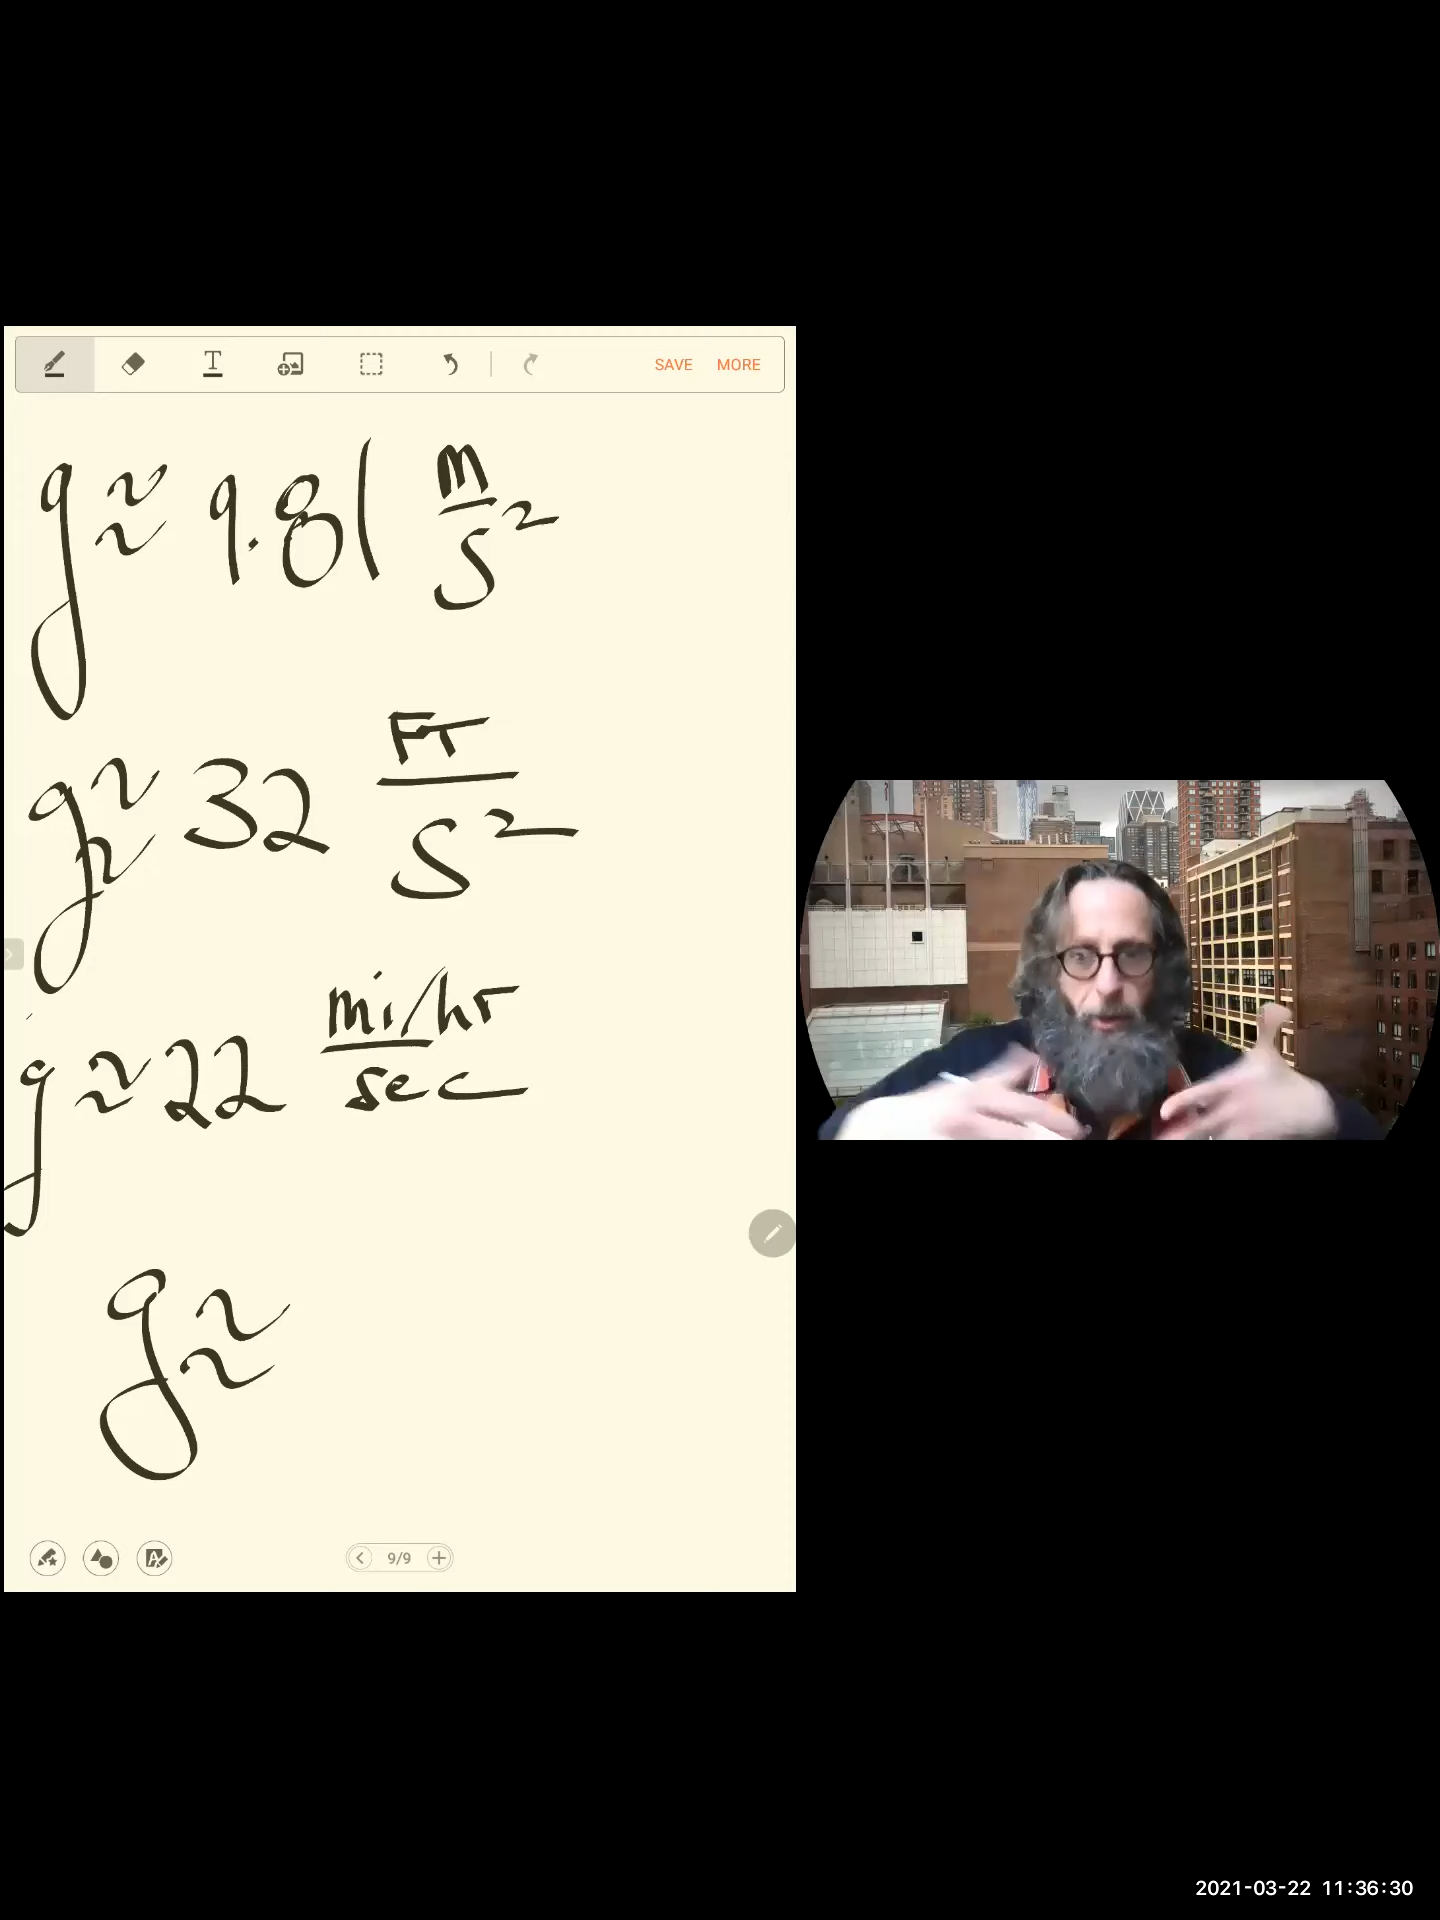 T SAVE MORE
g ≈ 9.81 m/s²
g ≈ 32 FT/s²
g ≈ 22 mi/hr/sec
g ≈
A
9/9
2021-03-22 11:36:30